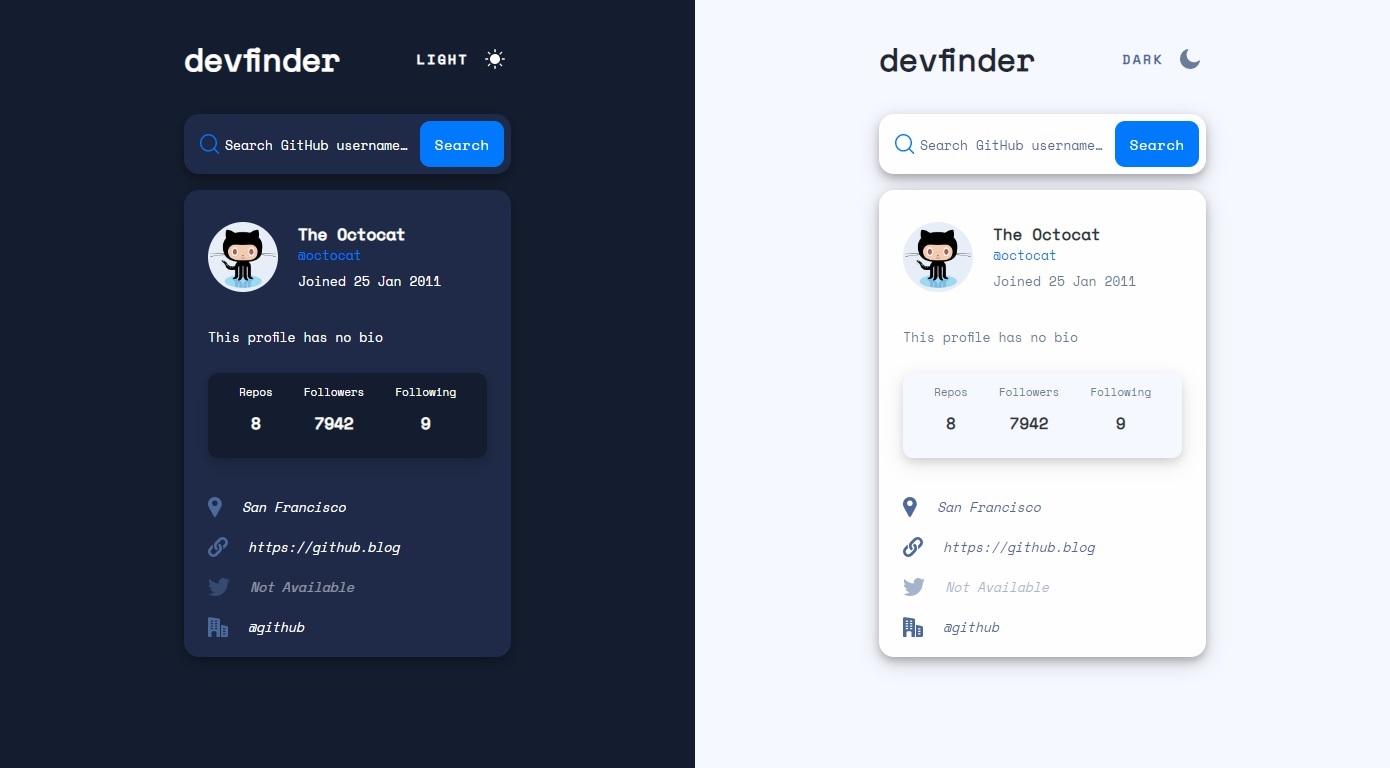 devfinder
LIGHT
Search GitHub username…
Search
The Octocat
@octocat
Joined 25 Jan 2011
This profile has no bio
Repos Followers Following
8 7942 9
San Francisco
https://github.blog
Not Available
@github
devfinder
DARK
Search GitHub username…
Search
The Octocat
@octocat
Joined 25 Jan 2011
This profile has no bio
Repos Followers Following
8 7942 9
San Francisco
https://github.blog
Not Available
@github